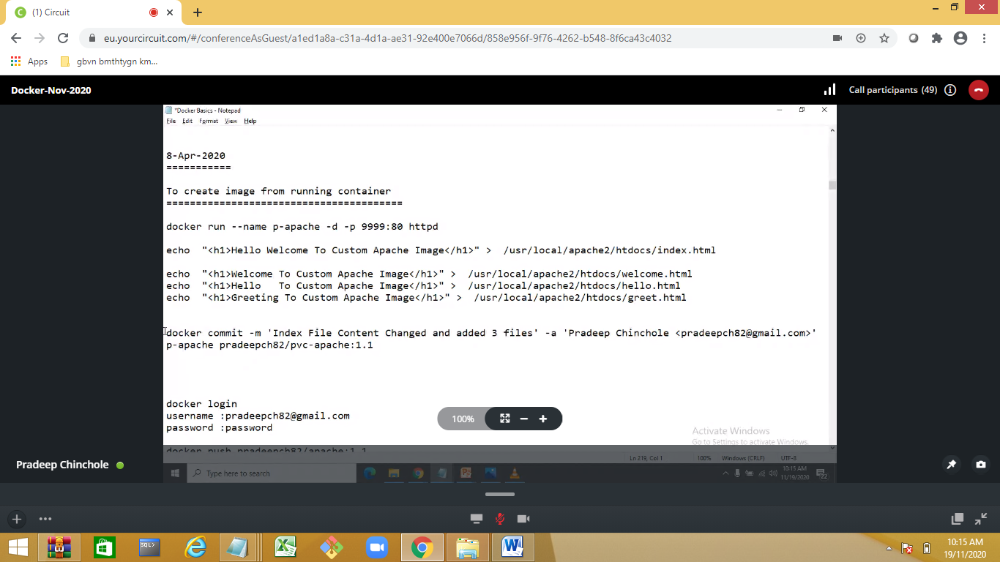 (1) Circuit
eu.yourcircuit.com/#/conferenceAsGuest/a1ed1a8a-c31a-4d1a-ae31-92e400e7066d/858e956f-9f76-4262-b548-8f6ca43c4032
Apps gbvn bmthtygn km...
Docker-Nov-2020
Call participants (49)
*Docker Basics - Notepad
File Edit Format View Help
8-Apr-2020
===========
To create image from running container
========================================
docker run --name p-apache -d -p 9999:80 httpd
echo "<h1>Hello Welcome To Custom Apache Image</h1>" > /usr/local/apache2/htdocs/index.html
echo "<h1>Welcome To Custom Apache Image</h1>" > /usr/local/apache2/htdocs/welcome.html
echo "<h1>Hello To Custom Apache Image</h1>" > /usr/local/apache2/htdocs/hello.html
echo "<h1>Greeting To Custom Apache Image</h1>" > /usr/local/apache2/htdocs/greet.html
docker commit -m 'Index File Content Changed and added 3 files' -a 'Pradeep Chinchole <pradeepch82@gmail.com>'
p-apache pradeepch82/pvc-apache:1.1
docker login
username :pradeepch82@gmail.com
password :password
100%
Activate Windows
Go to Settings to activate Windows.
docker push pradeepch82/apache:1.1
Ln 219, Col 1 100% Windows (CRLF) UTF-8
Pradeep Chinchole
Type here to search
10:15 AM
11/19/2020
22
SQL>
10:15 AM
19/11/2020